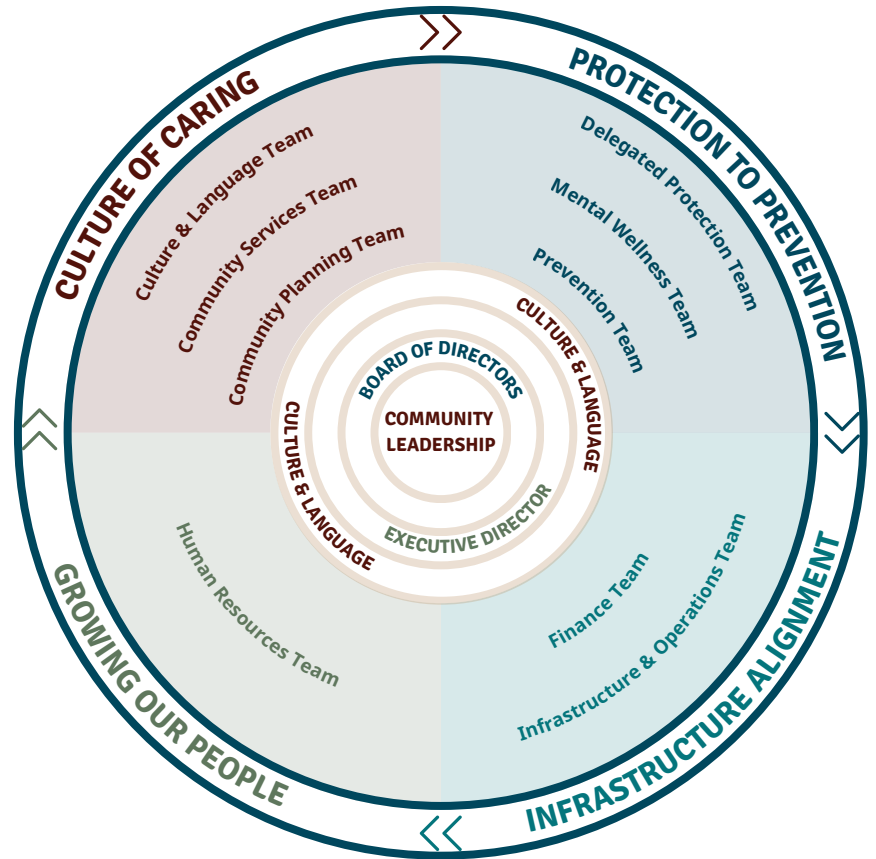 CULTURE OF CARING
Culture & Language Team
Community Services Team
Community Planning Team
PROTECTION TO PREVENTION
Delegated Protection Team
Mental Wellness Team
Prevention Team
CULTURE & LANGUAGE
BOARD OF DIRECTORS
COMMUNITY
LEADERSHIP
EXECUTIVE DIRECTOR
CULTURE & LANGUAGE
Finance Team
Infrastructure & Operations Team
INFRASTRUCTURE ALIGNMENT
Human Resources Team
GROWING OUR PEOPLE